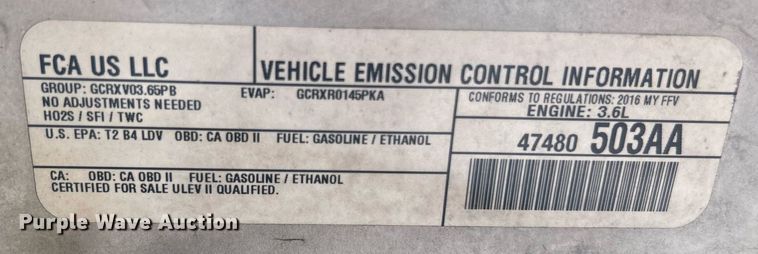 FCA US LLC
VEHICLE EMISSION CONTROL INFORMATION
GROUP: GCRXV03.65PB
EVAP: GCRXR0145PKA
NO ADJUSTMENTS NEEDED
HO2S / SFI / TWC
CONFORMS TO REGULATIONS: 2016 MY FFV
ENGINE: 3.6L
U.S. EPA: T2 B4 LDV OBD: CA OBD II FUEL: GASOLINE / ETHANOL
47480 503AA
CA: OBD: CA OBD II FUEL: GASOLINE / ETHANOL
CERTIFIED FOR SALE ULEV II QUALIFIED.
Purple Wave Auction